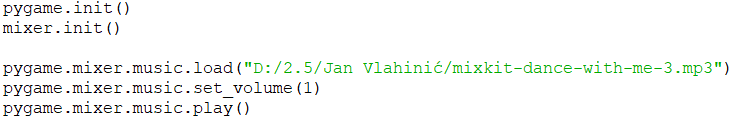 pygame.init()
mixer.init()
pygame.mixer.music.load("D:/2.5/Jan Vlahinić/mixkit-dance-with-me-3.mp3")
pygame.mixer.music.set_volume(1)
pygame.mixer.music.play()